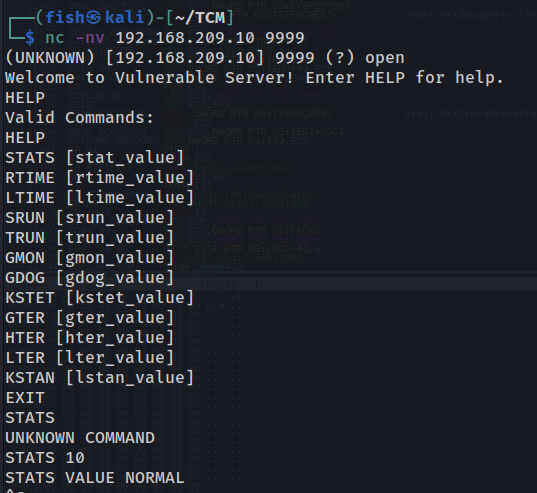 ┌──(fish㉿kali)-[~/TCM]
└─$ nc -nv 192.168.209.10 9999
(UNKNOWN) [192.168.209.10] 9999 (?) open
Welcome to Vulnerable Server! Enter HELP for help.
HELP
Valid Commands:
HELP
STATS [stat_value]
RTIME [rtime_value]
LTIME [ltime_value]
SRUN [srun_value]
TRUN [trun_value]
GMON [gmon_value]
GDOG [gdog_value]
KSTET [kstet_value]
GTER [gter_value]
HTER [hter_value]
LTER [lter_value]
KSTAN [lstan_value]
EXIT
STATS
UNKNOWN COMMAND
STATS 10
STATS VALUE NORMAL